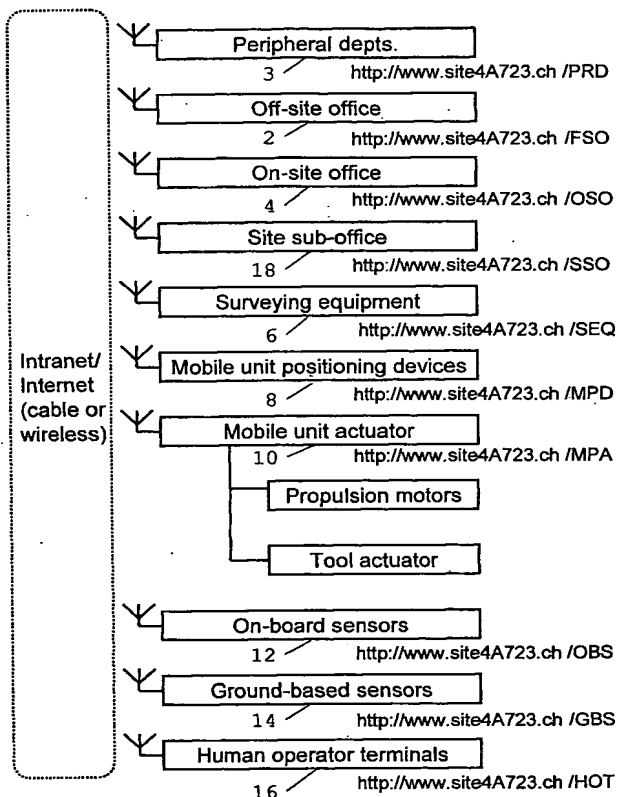 Peripheral depts.
3 http://www.site4A723.ch /PRD
Off-site office
2 http://www.site4A723.ch /FSO
On-site office
4 http://www.site4A723.ch /OSO
Site sub-office
18 http://www.site4A723.ch /SSO
Surveying equipment
6 http://www.site4A723.ch /SEQ
Intranet/
Internet
(cable or
wireless)
Mobile unit positioning devices
8 http://www.site4A723.ch /MPD
Mobile unit actuator
10 http://www.site4A723.ch /MPA
Propulsion motors
Tool actuator
On-board sensors
12 http://www.site4A723.ch /OBS
Ground-based sensors
14 http://www.site4A723.ch /GBS
Human operator terminals
16 http://www.site4A723.ch /HOT